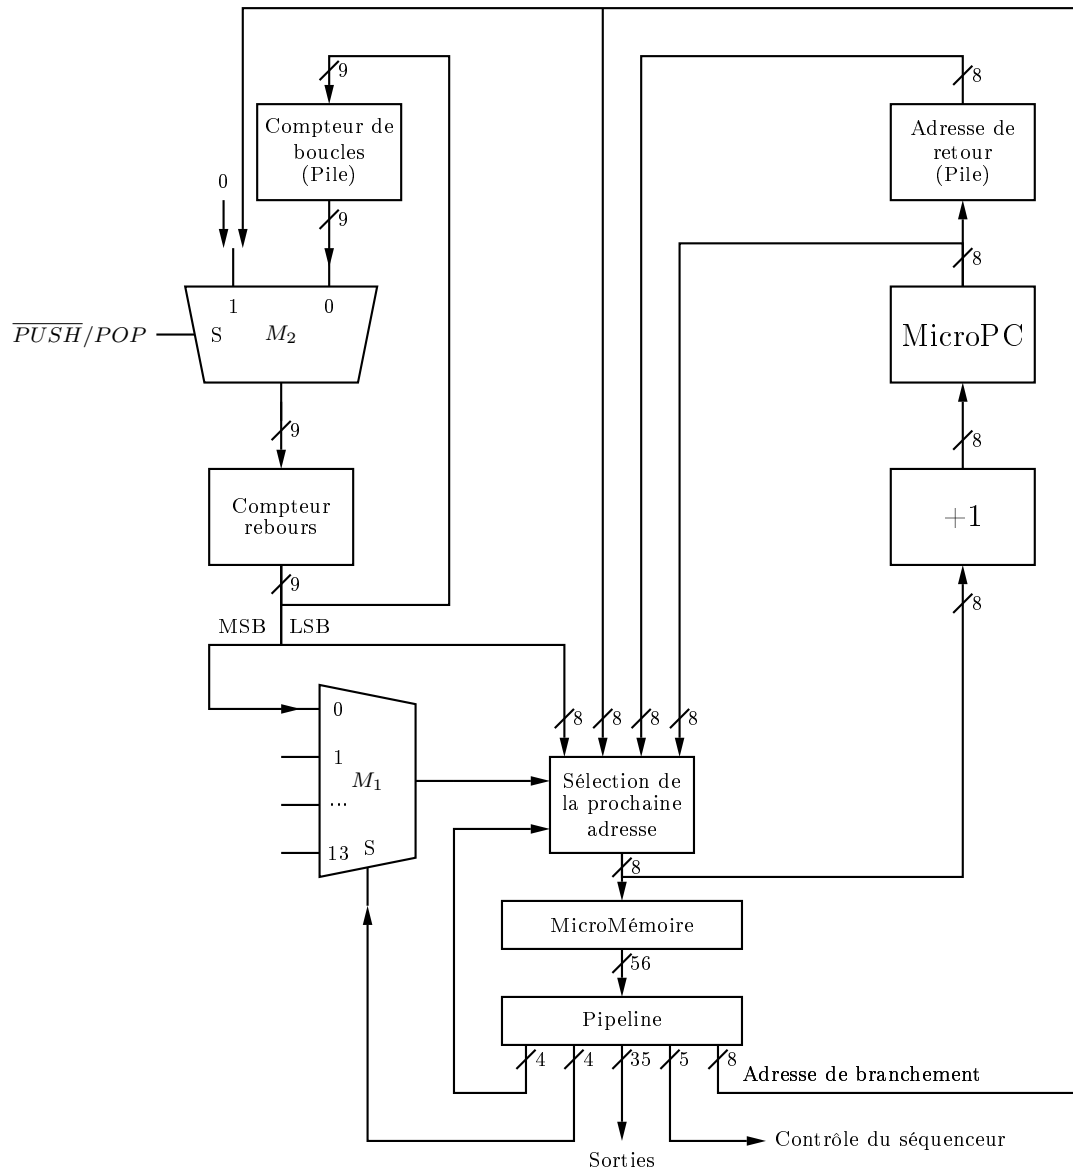 9
8
Compteur de
boucles
(Pile)
Adresse de
retour
(Pile)
0
9
8
1
0
S
M2
PUSH/POP
MicroPC
9
8
Compteur
rebours
+1
9
8
MSB
LSB
0
8
8
8
8
1
M1
...
13
S
Sélection de
la prochaine
adresse
8
MicroMémoire
56
Pipeline
4
4
35
5
8
Adresse de branchement
Contrôle du séquenceur
Sorties